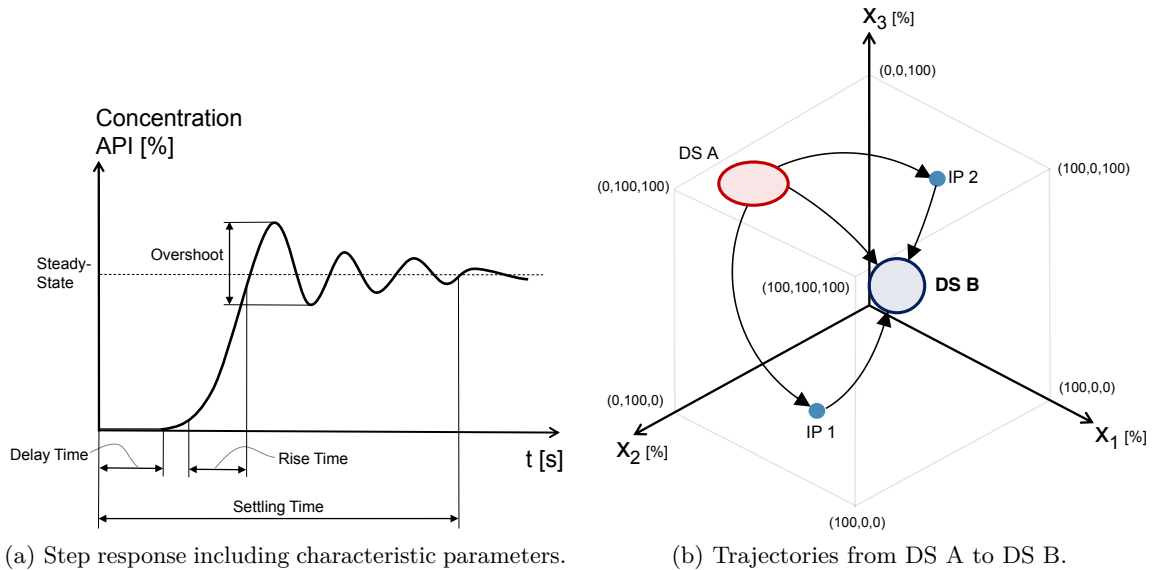 Concentration
API [%]
Overshoot
Steady-
State
Delay Time
Rise Time
t [s]
Settling Time
(a) Step response including characteristic parameters.
X3 [%]
(0,0,100)
DS A
(0,100,100)
IP 2
(100,0,100)
(100,100,100)
DS B
(0,100,0)
(100,0,0)
IP 1
X2 [%]
X1 [%]
(100,0,0)
(b) Trajectories from DS A to DS B.